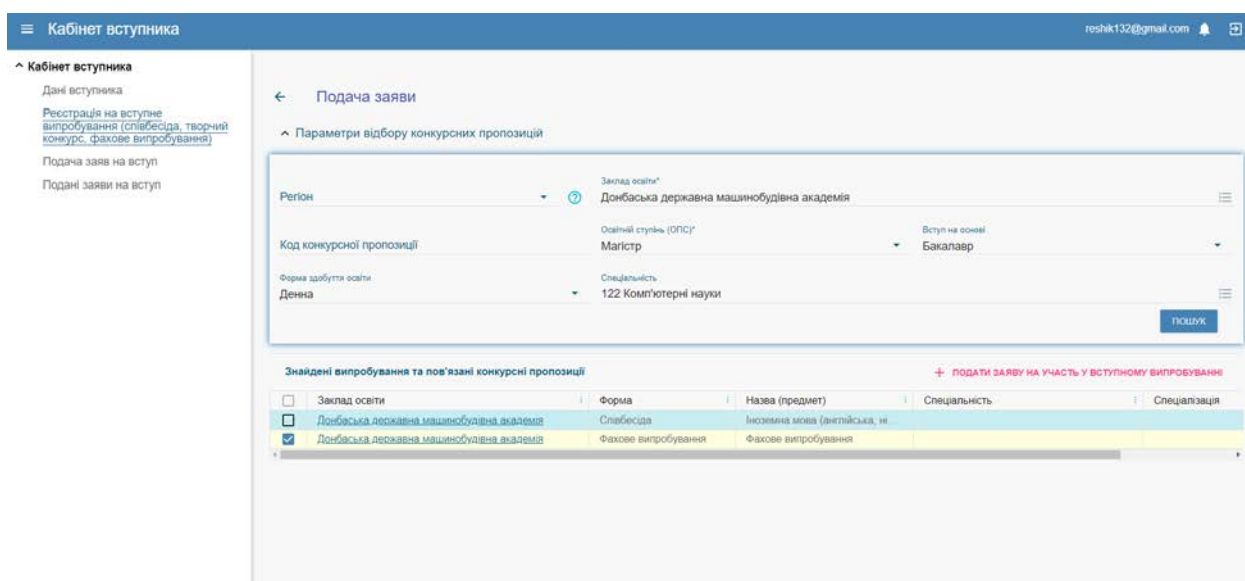 Кабінет вступника
reshik132@gmail.com
Кабінет вступника
Дані вступника
Реєстрація на вступне
випробування (співбесіда, творчий
конкурс, фахове випробування)
Подача заяв на вступ
Подані заяви на вступ
Подача заяви
Параметри відбору конкурсних пропозицій
Регіон
Заклад освіти*
Донбаська державна машинобудівна академія
Код конкурсної пропозиції
Освітній ступінь (ОПС)*
Магістр
Вступ на основі
Бакалавр
Форма здобуття освіти
Денна
Спеціальність
122 Комп'ютерні науки
ПОШУК
Знайдені випробування та пов'язані конкурсні пропозиції
+ ПОДАТИ ЗАЯВУ НА УЧАСТЬ У ВСТУПНОМУ ВИПРОБУВАННІ
Заклад освіти Форма Назва (предмет) Спеціальність Спеціалізація
Донбаська державна машинобудівна академія Співбесіда Іноземна мова (англійська, ні...
Донбаська державна машинобудівна академія Фахове випробування Фахове випробування